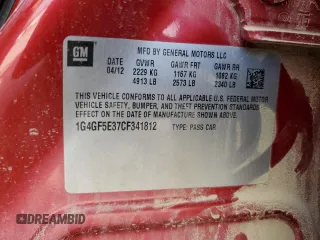 GM
MFD BY GENERAL MOTORS LLC
DATE GVWR GAWR FRT GAWR RR
04/12 2229 KG 1167 KG 1062 KG
4913 LB 2573 LB 2340 LB
THIS VEHICLE CONFORMS TO ALL APPLICABLE U.S. FEDERAL MOTOR
VEHICLE SAFETY, BUMPER, AND THEFT PREVENTION STANDARDS IN
EFFECT ON THE DATE OF MANUFACTURE SHOWN ABOVE.
1G4GF5E37CF341812 TYPE: PASS CAR
DREAMBID